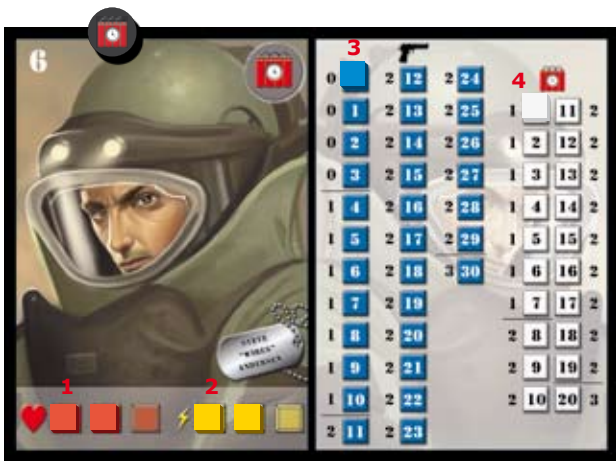 6
3
0 2 12 2 24 4
0 1 2 13 2 25 1 11 2
0 2 2 14 2 26 1 2 12 2
0 3 2 15 2 27 1 3 13 2
1 4 2 16 2 28 1 4 14 2
1 5 2 17 2 29 1 5 15 2
1 6 2 18 3 30 1 6 16 2
1 7 2 19 1 7 17 2
1 8 2 20 2 8 18 2
1 9 2 21 2 9 19 2
1 10 2 22 2 10 20 3
2 11 2 23
STEVE
"WIRES"
1 2